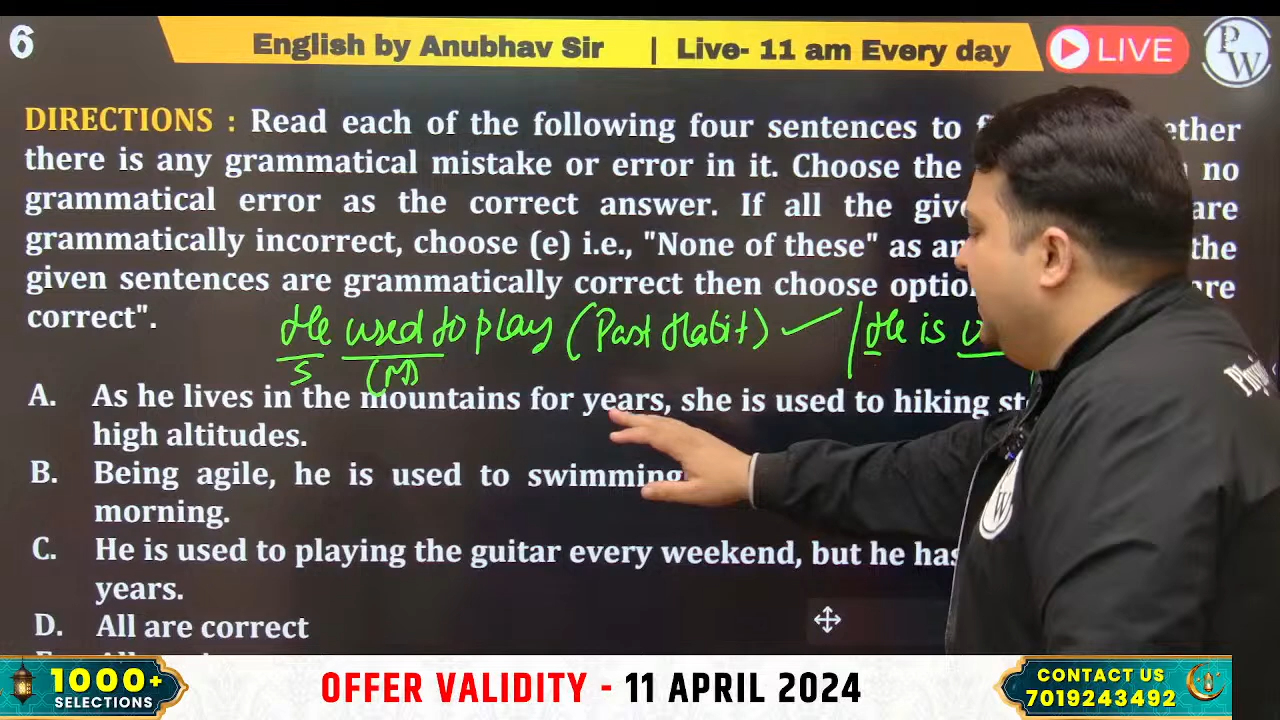 6
English by Anubhav Sir | Live- 11 am Every day
LIVE
PW
DIRECTIONS : Read each of the following four sentences to ether
there is any grammatical mistake or error in it. Choose the no
grammatical error as the correct answer. If all the are
grammatically incorrect, choose (e) i.e., "None of these" as the
given sentences are grammatically correct then choose
correct".
He used to play (Past Habit) ✓ | He is
S (M)
A. As he lives in the mountains for years, she is used to hiking
high altitudes.
B. Being agile, he is used to swimming
morning.
C. He is used to playing the guitar every weekend, but he has
years.
D. All are correct
1000+
SELECTIONS
OFFER VALIDITY - 11 APRIL 2024
CONTACT US
7019243492